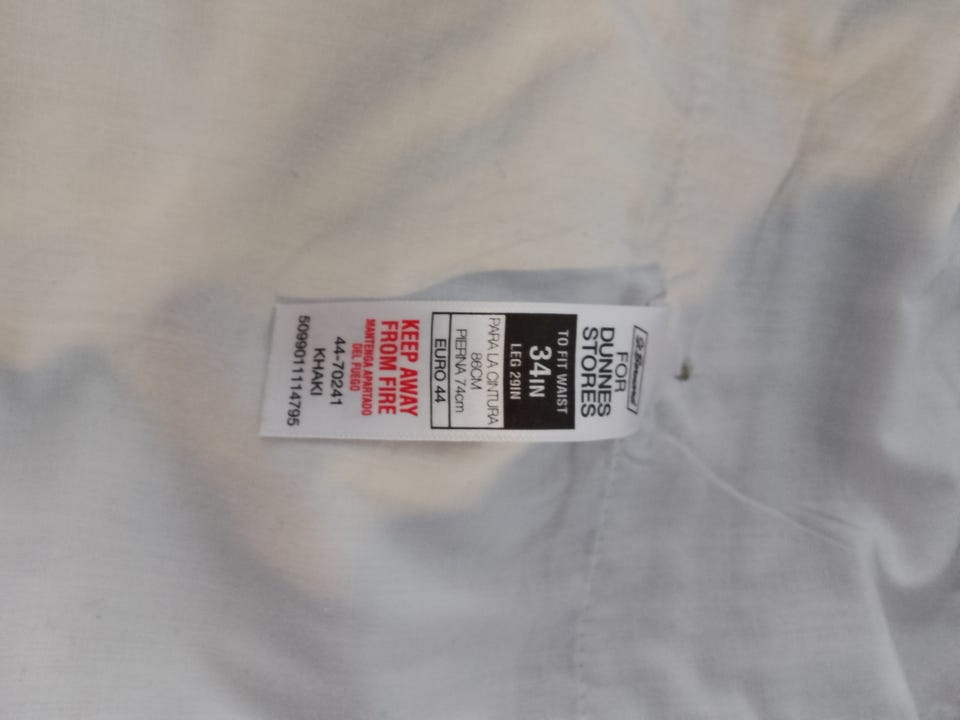 St. Bernard
FOR
DUNNES
STORES
TO FIT WAIST
34IN
LEG 29IN
PARA LA CINTURA
86CM
PIERNA 74cm
EURO 44
KEEP AWAY
FROM FIRE
MANTENGA APARTADO
DEL FUEGO
44-70241
KHAKI
5099011114795